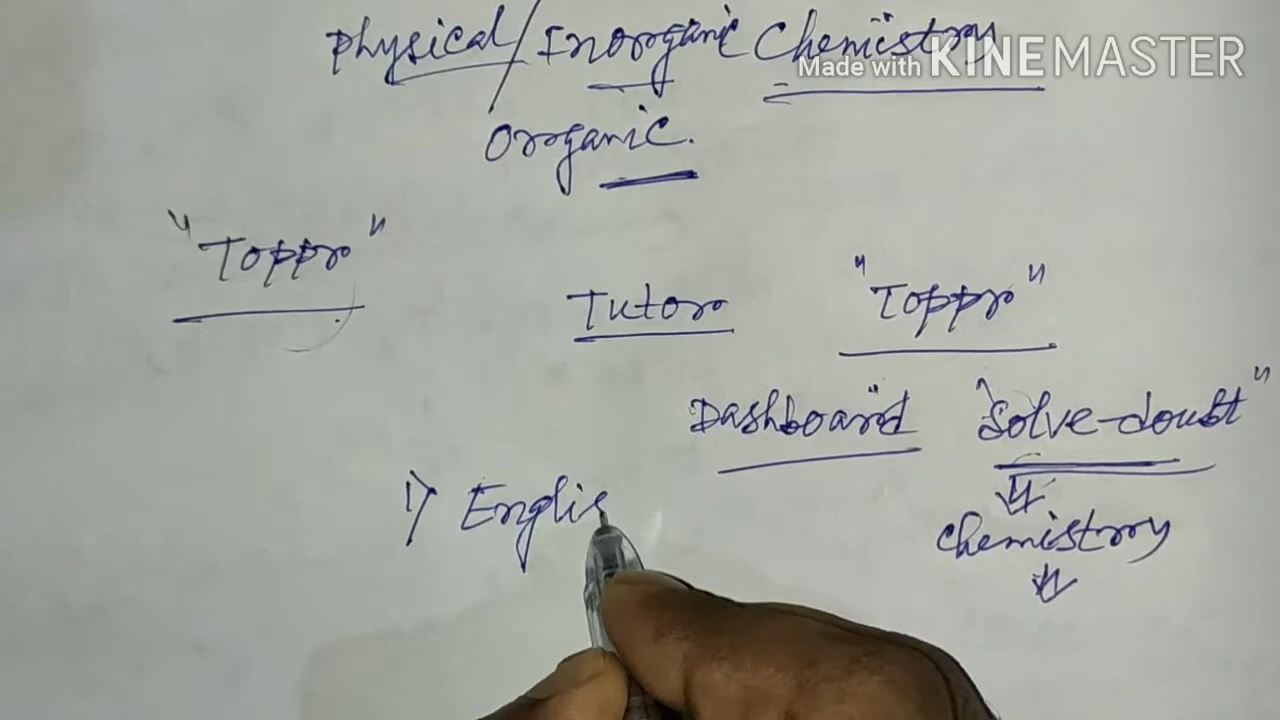 Physical/Inorganic Chemistry
Made with KINEMASTER
Organic.
"Toppr"
Tutor "Toppr"
Dashboard "Solve-doubt"
1) Englis
Chemistry